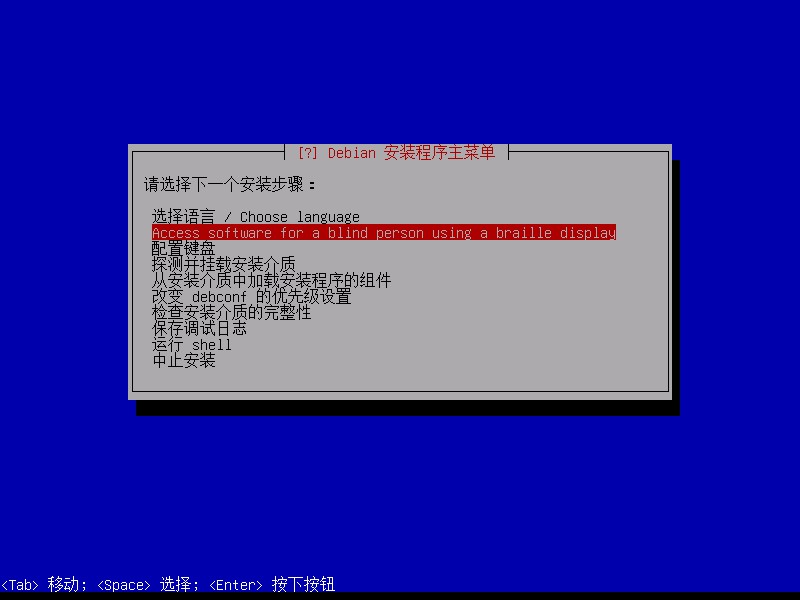 [?] Debian 安装程序主菜单
请选择下一个安装步骤：
选择语言 / Choose language
Access software for a blind person using a braille display
配置键盘
探测并挂载安装介质
从安装介质中加载安装程序的组件
改变 debconf 的优先级设置
检查安装介质的完整性
保存调试日志
运行 shell
中止安装
<Tab> 移动; <Space> 选择; <Enter> 按下按钮